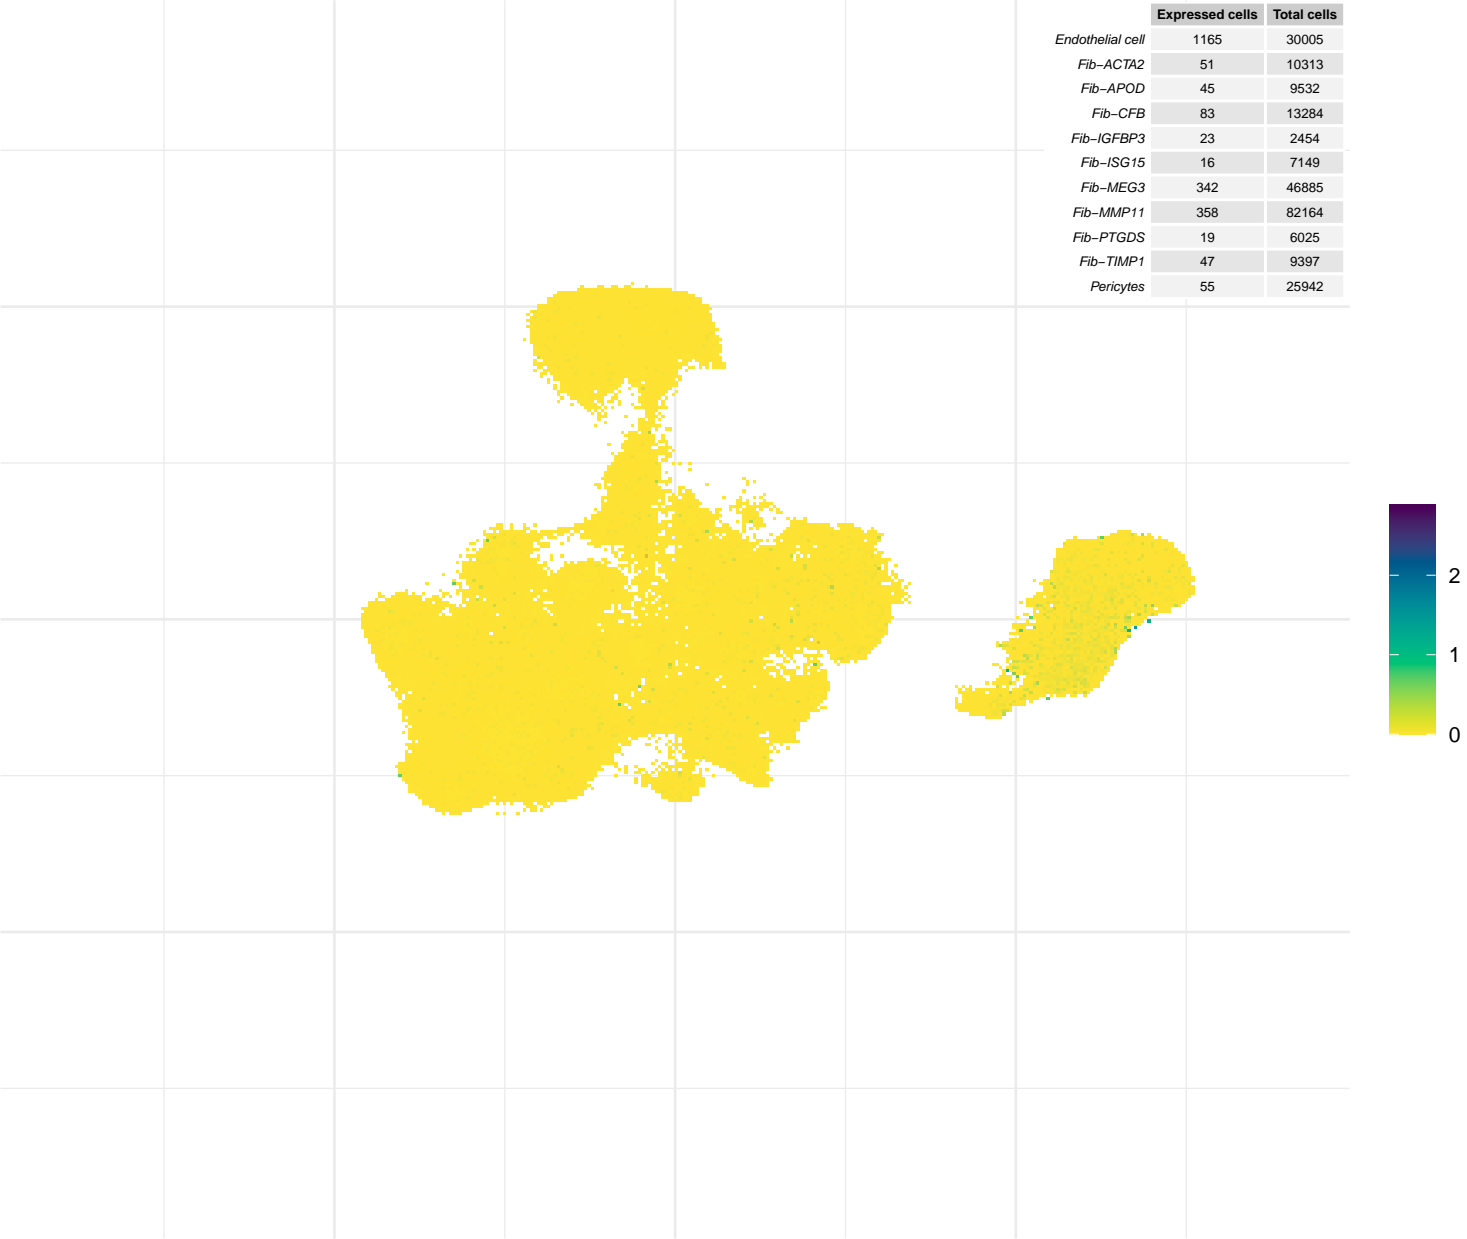 Expressed cells Total cells
Endothelial cell 1165 30005
Fib−ACTA2 51 10313
Fib−APOD 45 9532
Fib−CFB 83 13284
Fib−IGFBP3 23 2454
Fib−ISG15 16 7149
Fib−MEG3 342 46885
Fib−MMP11 358 82164
Fib−PTGDS 19 6025
Fib−TIMP1 47 9397
Pericytes 55 25942
2
1
0